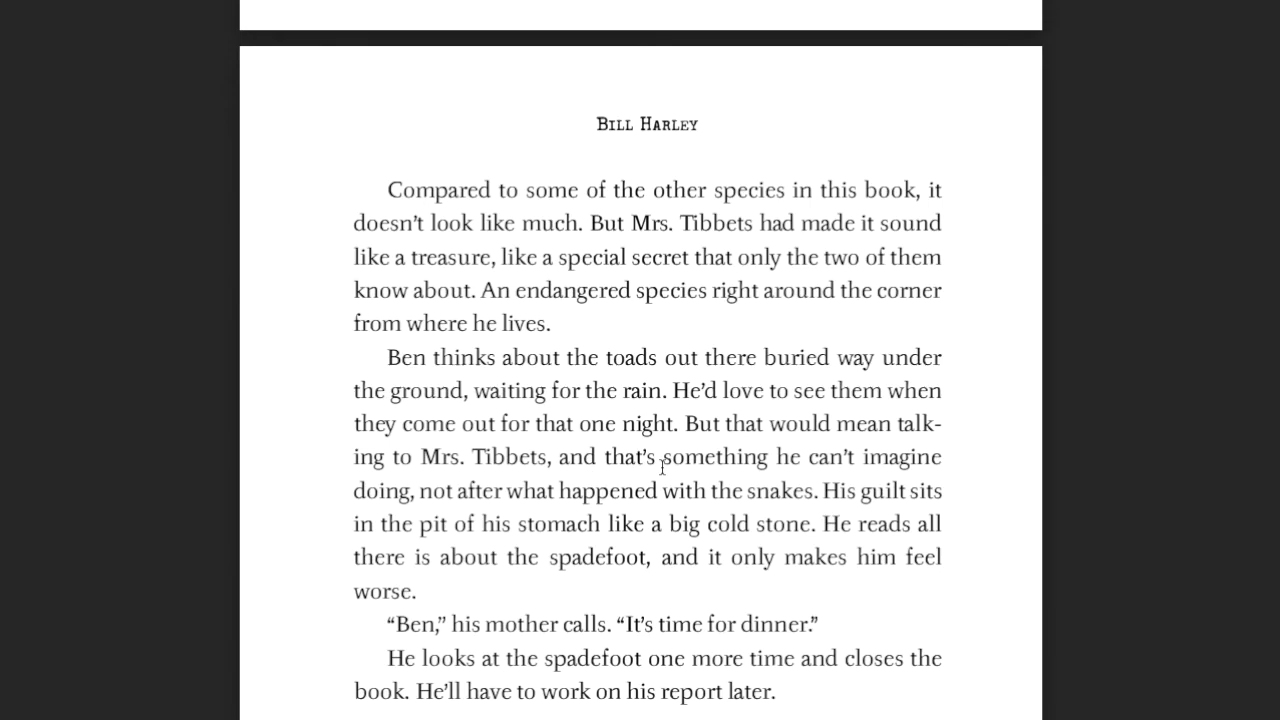 Bill Harley
Compared to some of the other species in this book, it
doesn’t look like much. But Mrs. Tibbets had made it sound
like a treasure, like a special secret that only the two of them
know about. An endangered species right around the corner
from where he lives.
Ben thinks about the toads out there buried way under
the ground, waiting for the rain. He’d love to see them when
they come out for that one night. But that would mean talk-
ing to Mrs. Tibbets, and that’s something he can’t imagine
doing, not after what happened with the snakes. His guilt sits
in the pit of his stomach like a big cold stone. He reads all
there is about the spadefoot, and it only makes him feel
worse.
“Ben,” his mother calls. “It’s time for dinner.”
He looks at the spadefoot one more time and closes the
book. He’ll have to work on his report later.